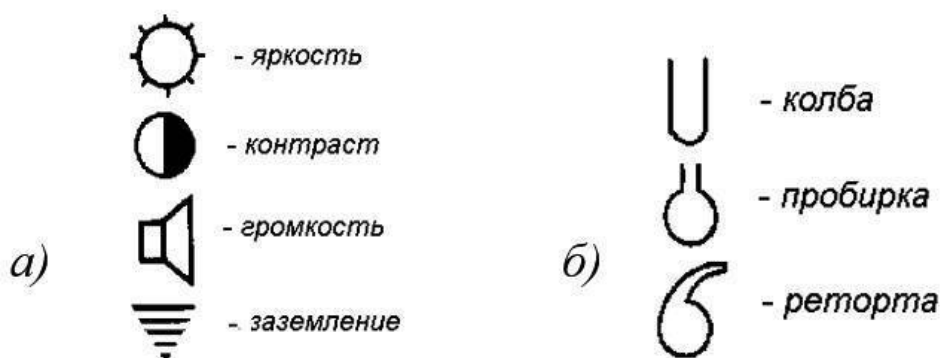 - яркость
- контраст
- громкость
а)
- заземление
- колба
- пробирка
б)
- реторта